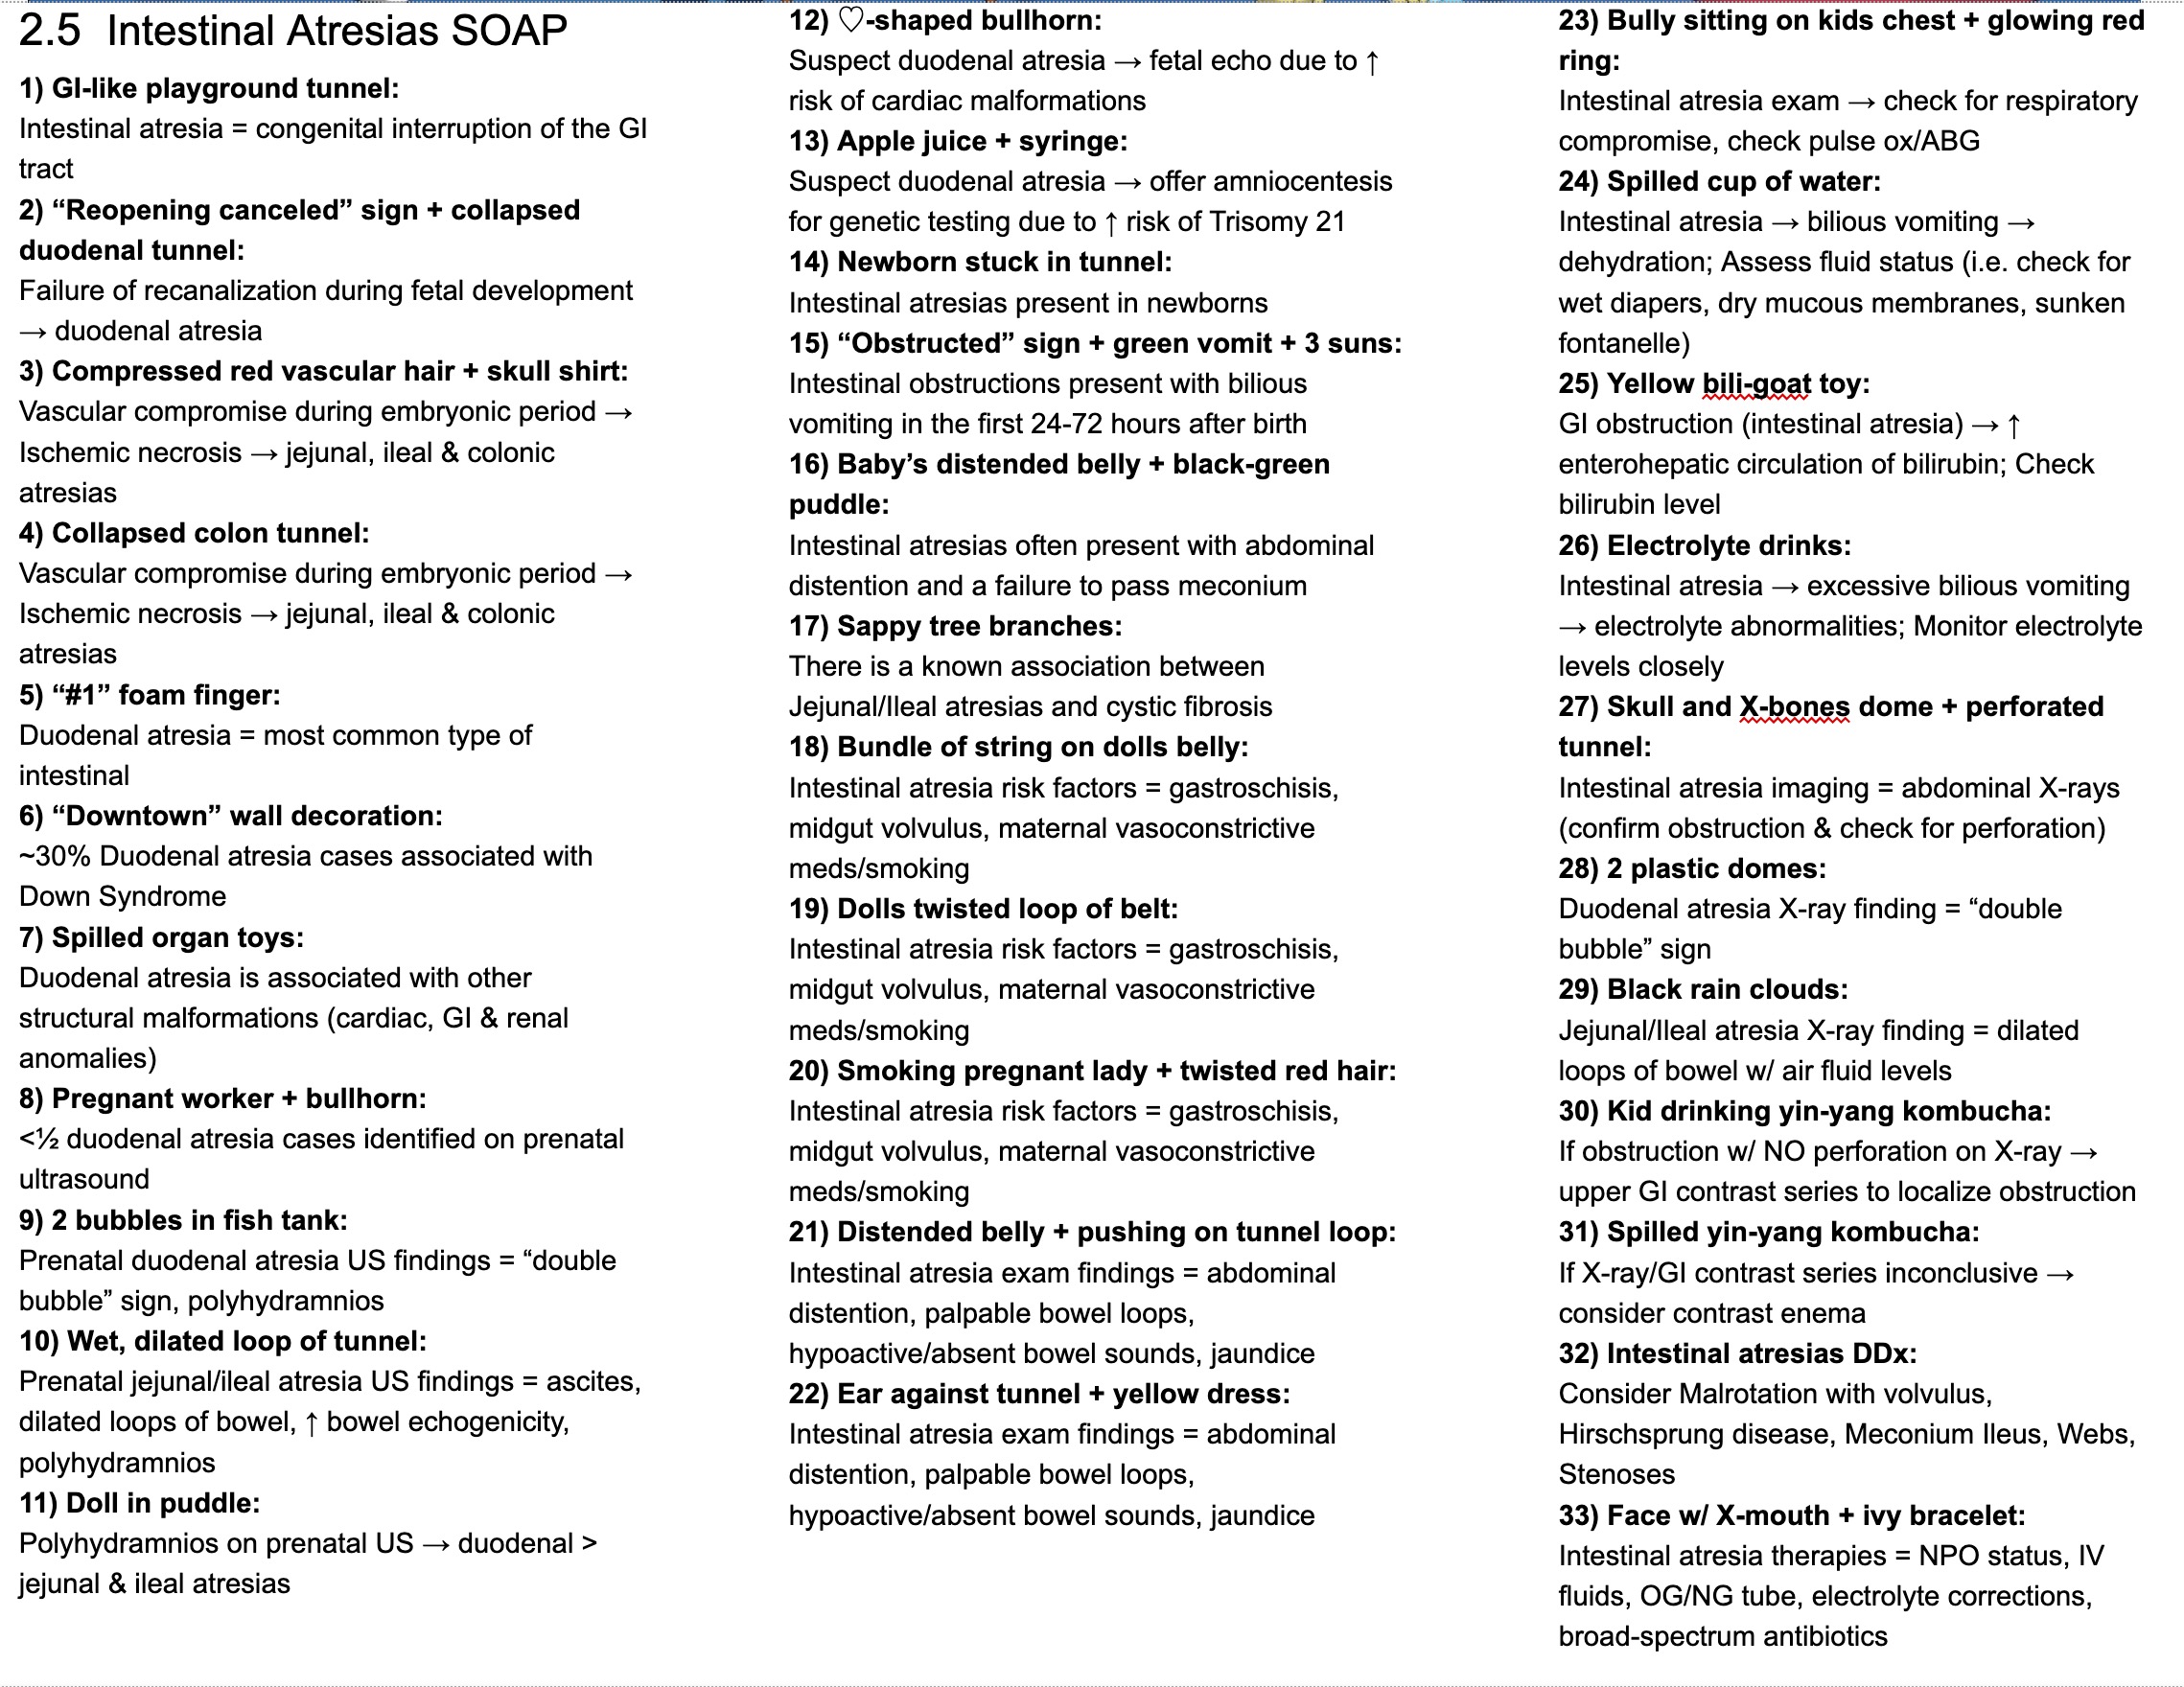 2.5 Intestinal Atresias SOAP
1) GI-like playground tunnel:
Intestinal atresia = congenital interruption of the GI
tract
2) “Reopening canceled” sign + collapsed
duodenal tunnel:
Failure of recanalization during fetal development
→ duodenal atresia
3) Compressed red vascular hair + skull shirt:
Vascular compromise during embryonic period →
Ischemic necrosis → jejunal, ileal & colonic
atresias
4) Collapsed colon tunnel:
Vascular compromise during embryonic period →
Ischemic necrosis → jejunal, ileal & colonic
atresias
5) “#1” foam finger:
Duodenal atresia = most common type of
intestinal
6) “Downtown” wall decoration:
~30% Duodenal atresia cases associated with
Down Syndrome
7) Spilled organ toys:
Duodenal atresia is associated with other
structural malformations (cardiac, GI & renal
anomalies)
8) Pregnant worker + bullhorn:
<½ duodenal atresia cases identified on prenatal
ultrasound
9) 2 bubbles in fish tank:
Prenatal duodenal atresia US findings = “double
bubble” sign, polyhydramnios
10) Wet, dilated loop of tunnel:
Prenatal jejunal/ileal atresia US findings = ascites,
dilated loops of bowel, ↑ bowel echogenicity,
polyhydramnios
11) Doll in puddle:
Polyhydramnios on prenatal US → duodenal >
jejunal & ileal atresias
12) ♡-shaped bullhorn:
Suspect duodenal atresia → fetal echo due to ↑
risk of cardiac malformations
13) Apple juice + syringe:
Suspect duodenal atresia → offer amniocentesis
for genetic testing due to ↑ risk of Trisomy 21
14) Newborn stuck in tunnel:
Intestinal atresias present in newborns
15) “Obstructed” sign + green vomit + 3 suns:
Intestinal obstructions present with bilious
vomiting in the first 24-72 hours after birth
16) Baby’s distended belly + black-green
puddle:
Intestinal atresias often present with abdominal
distention and a failure to pass meconium
17) Sappy tree branches:
There is a known association between
Jejunal/Ileal atresias and cystic fibrosis
18) Bundle of string on dolls belly:
Intestinal atresia risk factors = gastroschisis,
midgut volvulus, maternal vasoconstrictive
meds/smoking
19) Dolls twisted loop of belt:
Intestinal atresia risk factors = gastroschisis,
midgut volvulus, maternal vasoconstrictive
meds/smoking
20) Smoking pregnant lady + twisted red hair:
Intestinal atresia risk factors = gastroschisis,
midgut volvulus, maternal vasoconstrictive
meds/smoking
21) Distended belly + pushing on tunnel loop:
Intestinal atresia exam findings = abdominal
distention, palpable bowel loops,
hypoactive/absent bowel sounds, jaundice
22) Ear against tunnel + yellow dress:
Intestinal atresia exam findings = abdominal
distention, palpable bowel loops,
hypoactive/absent bowel sounds, jaundice
23) Bully sitting on kids chest + glowing red
ring:
Intestinal atresia exam → check for respiratory
compromise, check pulse ox/ABG
24) Spilled cup of water:
Intestinal atresia → bilious vomiting →
dehydration; Assess fluid status (i.e. check for
wet diapers, dry mucous membranes, sunken
fontanelle)
25) Yellow bili-goat toy:
GI obstruction (intestinal atresia) → ↑
enterohepatic circulation of bilirubin; Check
bilirubin level
26) Electrolyte drinks:
Intestinal atresia → excessive bilious vomiting
→ electrolyte abnormalities; Monitor electrolyte
levels closely
27) Skull and X-bones dome + perforated
tunnel:
Intestinal atresia imaging = abdominal X-rays
(confirm obstruction & check for perforation)
28) 2 plastic domes:
Duodenal atresia X-ray finding = “double
bubble” sign
29) Black rain clouds:
Jejunal/Ileal atresia X-ray finding = dilated
loops of bowel w/ air fluid levels
30) Kid drinking yin-yang kombucha:
If obstruction w/ NO perforation on X-ray →
upper GI contrast series to localize obstruction
31) Spilled yin-yang kombucha:
If X-ray/GI contrast series inconclusive →
consider contrast enema
32) Intestinal atresias DDx:
Consider Malrotation with volvulus,
Hirschsprung disease, Meconium Ileus, Webs,
Stenoses
33) Face w/ X-mouth + ivy bracelet:
Intestinal atresia therapies = NPO status, IV
fluids, OG/NG tube, electrolyte corrections,
broad-spectrum antibiotics